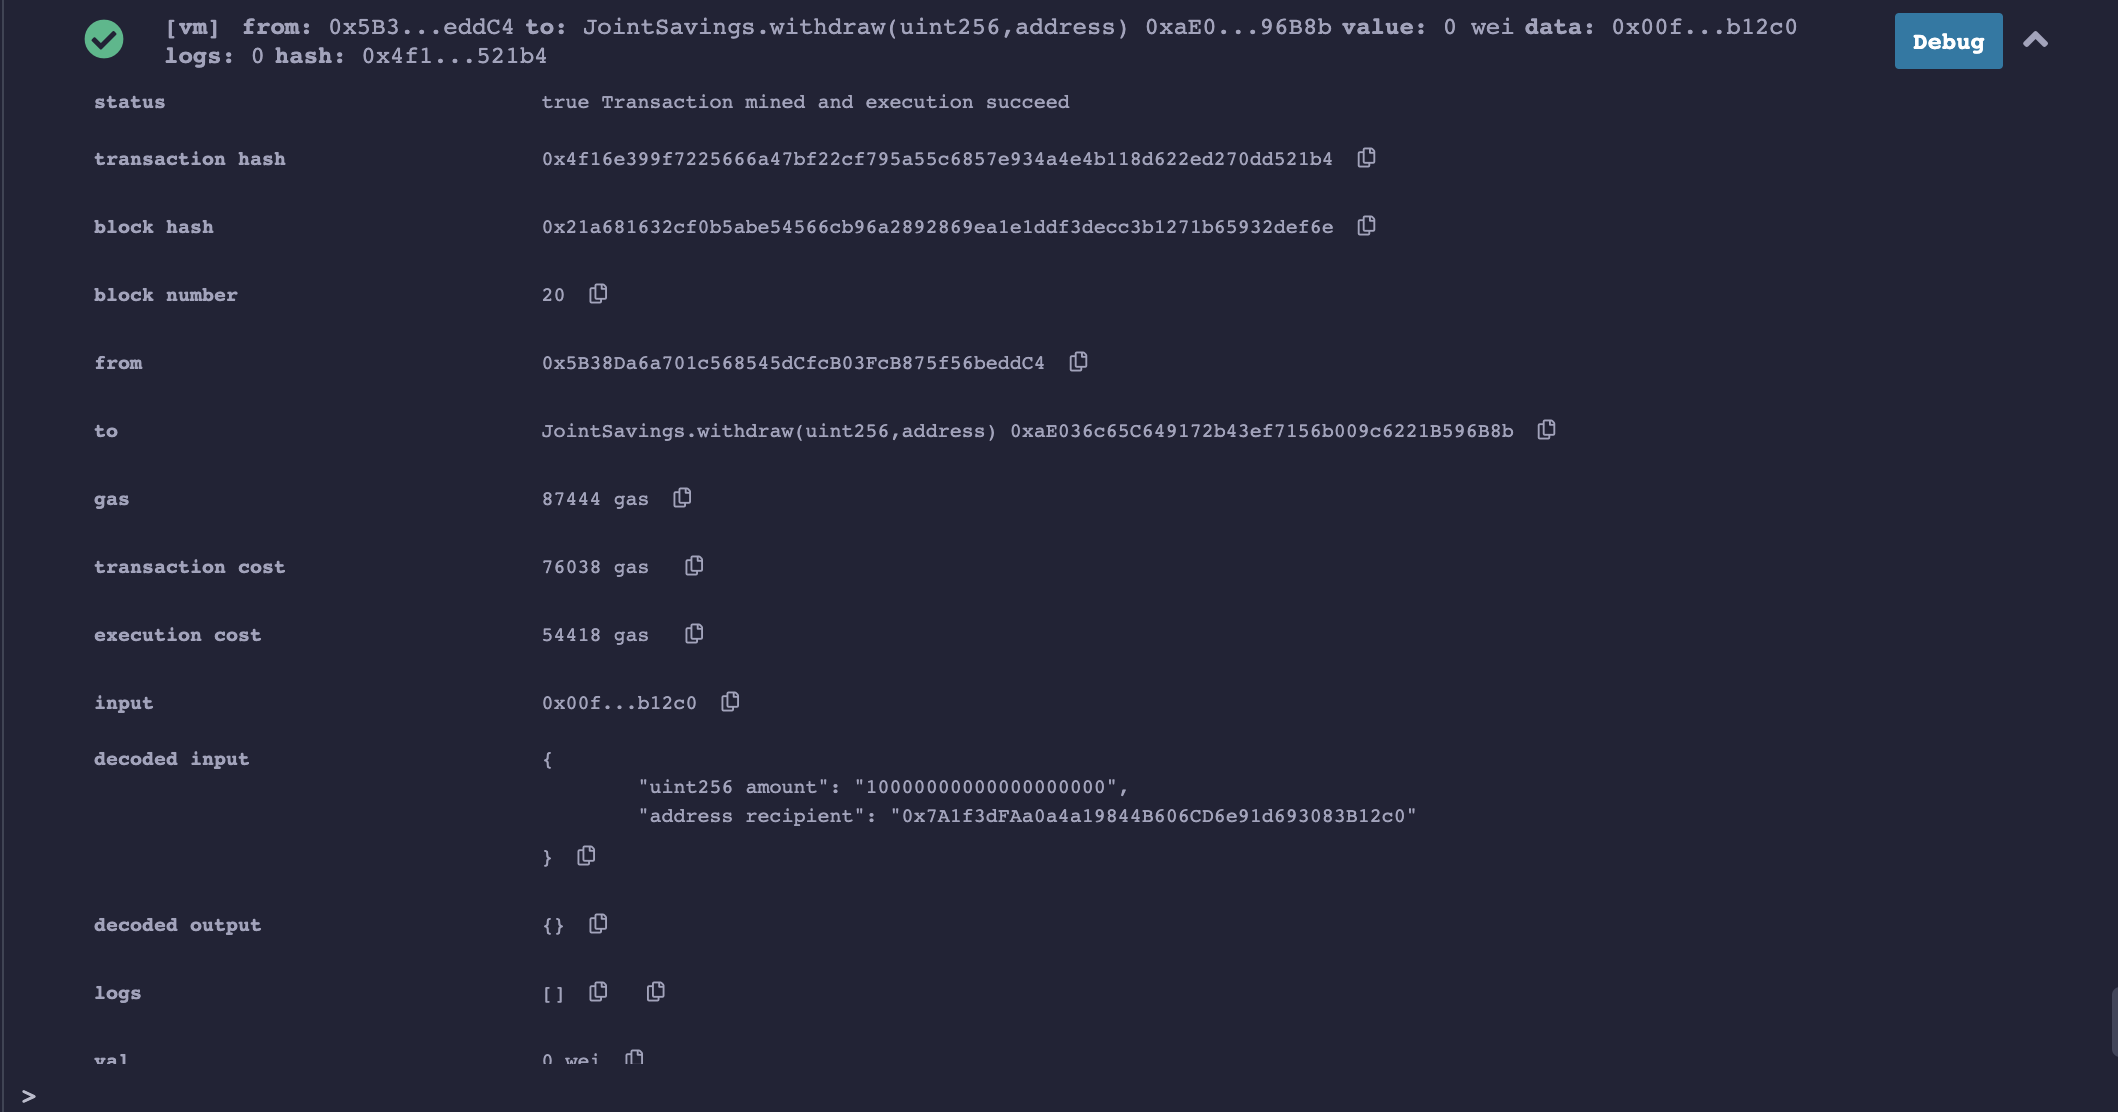 [vm] from: 0x5B3...eddC4 to: JointSavings.withdraw(uint256,address) 0xaE0...96B8b value: 0 wei data: 0x00f...b12c0
logs: 0 hash: 0x4f1...521b4
Debug
status true Transaction mined and execution succeed
transaction hash 0x4f16e399f7225666a47bf22cf795a55c6857e934a4e4b118d622ed270dd521b4
block hash 0x21a681632cf0b5abe54566cb96a2892869ea1e1ddf3decc3b1271b65932def6e
block number 20
from 0x5B38Da6a701c568545dCfcB03FcB875f56beddC4
to JointSavings.withdraw(uint256,address) 0xaE036c65C649172b43ef7156b009c6221B596B8b
gas 87444 gas
transaction cost 76038 gas
execution cost 54418 gas
input 0x00f...b12c0
decoded input {
"uint256 amount": "10000000000000000000",
"address recipient": "0x7A1f3dFAa0a4a19844B606CD6e91d693083B12c0"
}
decoded output {}
logs []
val 0 wei
>